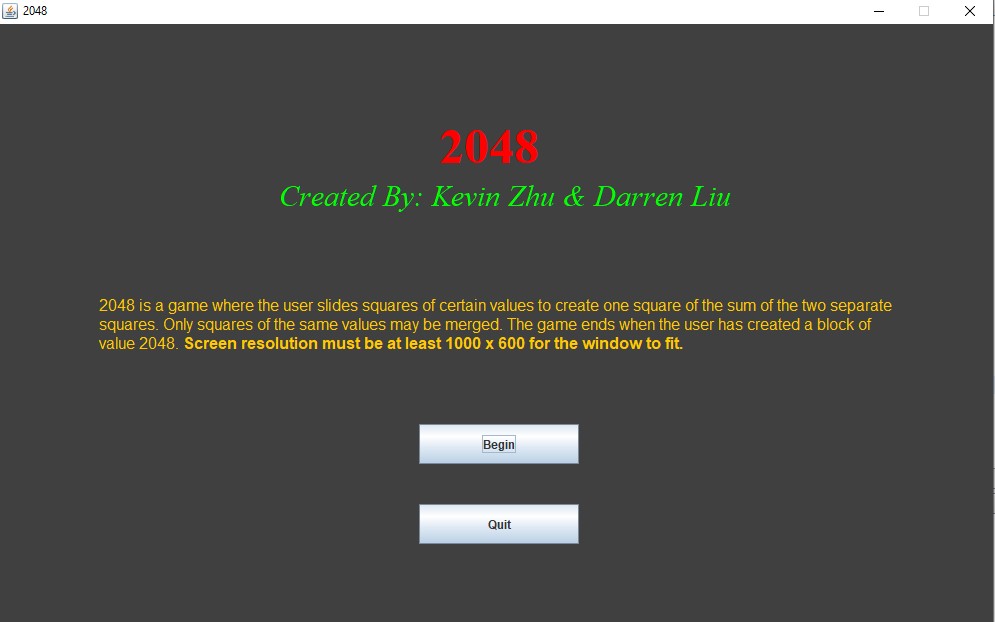 2048
2048
Created By: Kevin Zhu & Darren Liu
2048 is a game where the user slides squares of certain values to create one square of the sum of the two separate
squares. Only squares of the same values may be merged. The game ends when the user has created a block of
value 2048. Screen resolution must be at least 1000 x 600 for the window to fit.
Begin
Quit